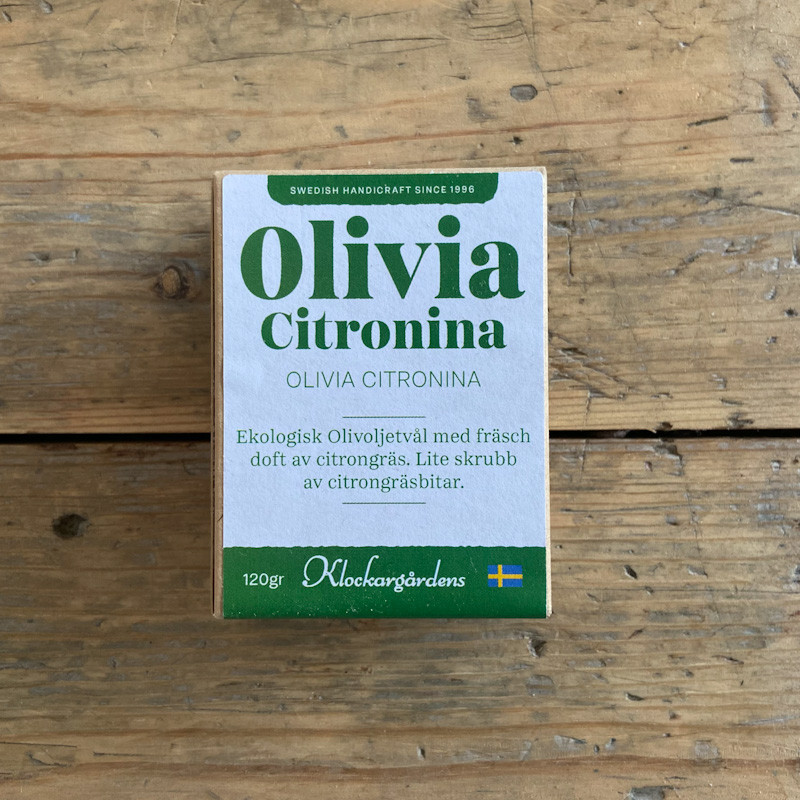 SWEDISH HANDICRAFT SINCE 1996
Olivia
Citronina
OLIVIA CITRONINA
Ekologisk Olivoljetvål med fräsch
doft av citrongräs. Lite skrubb
av citrongräsbitar.
120gr Klockargårdens